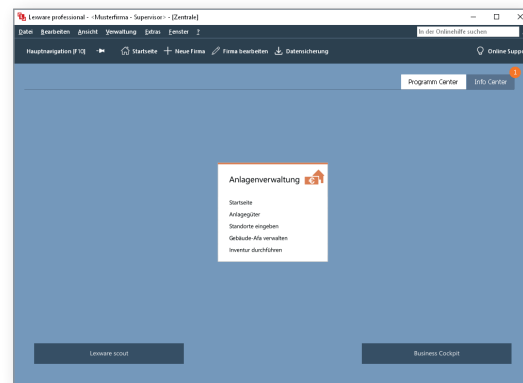 Lexware professional - <Musterfirma - Supervisor> - [Zentrale]
Datei Bearbeiten Ansicht Verwaltung Extras Fenster ?
In der Onlinehilfe suchen
Hauptnavigation [F10] Startseite Neue Firma Firma bearbeiten Datensicherung Online Supp
Programm Center Info Center 1
Anlagenverwaltung
Startseite
Anlagegüter
Standorte eingeben
Gebäude-Afa verwalten
Inventur durchführen
Lexware scout Business Cockpit